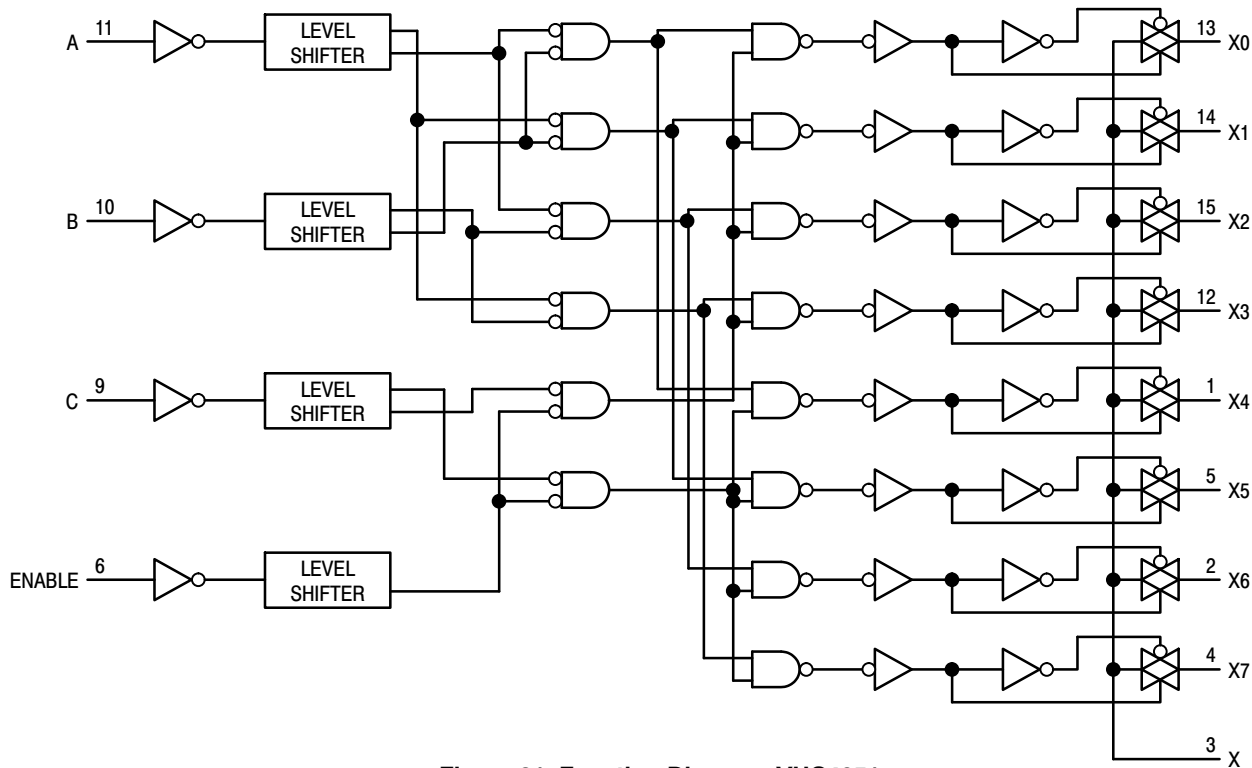 A 11 LEVEL SHIFTER 13 X0
14 X1
B 10 LEVEL SHIFTER 15 X2
12 X3
C 9 LEVEL SHIFTER 1 X4
5 X5
ENABLE 6 LEVEL SHIFTER 2 X6
4 X7
3 X